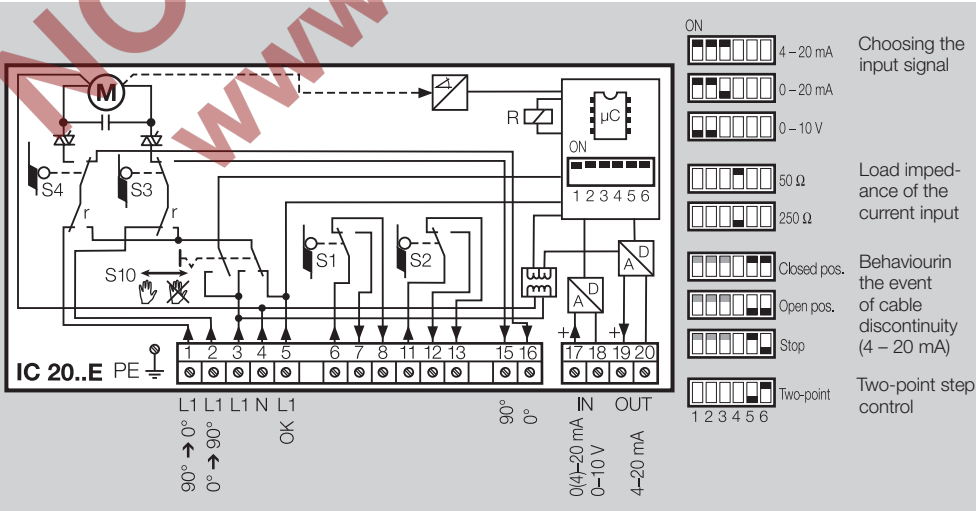 NO
www.
M
S4
S3
r
r
S10
S1
S2
R
µC
ON
1 2 3 4 5 6
A D
A D
+
+
1 2 3 4 5 6 7 8 11 12 13 15 16 17 18 19 20
IC 20..E PE
L1 L1 L1 N L1
90° → 0°
0° → 90°
OK
90°
0°
IN OUT
0(4)–20 mA
0–10 V
4–20 mA
ON
4 – 20 mA
0 – 20 mA
0 – 10 V
Choosing the
input signal
50 Ω
250 Ω
Load imped-
ance of the
current input
Closed pos.
Open pos.
Stop
Behaviourin
the event
of cable
discontinuity
(4 – 20 mA)
Two-point
1 2 3 4 5 6
Two-point step
control